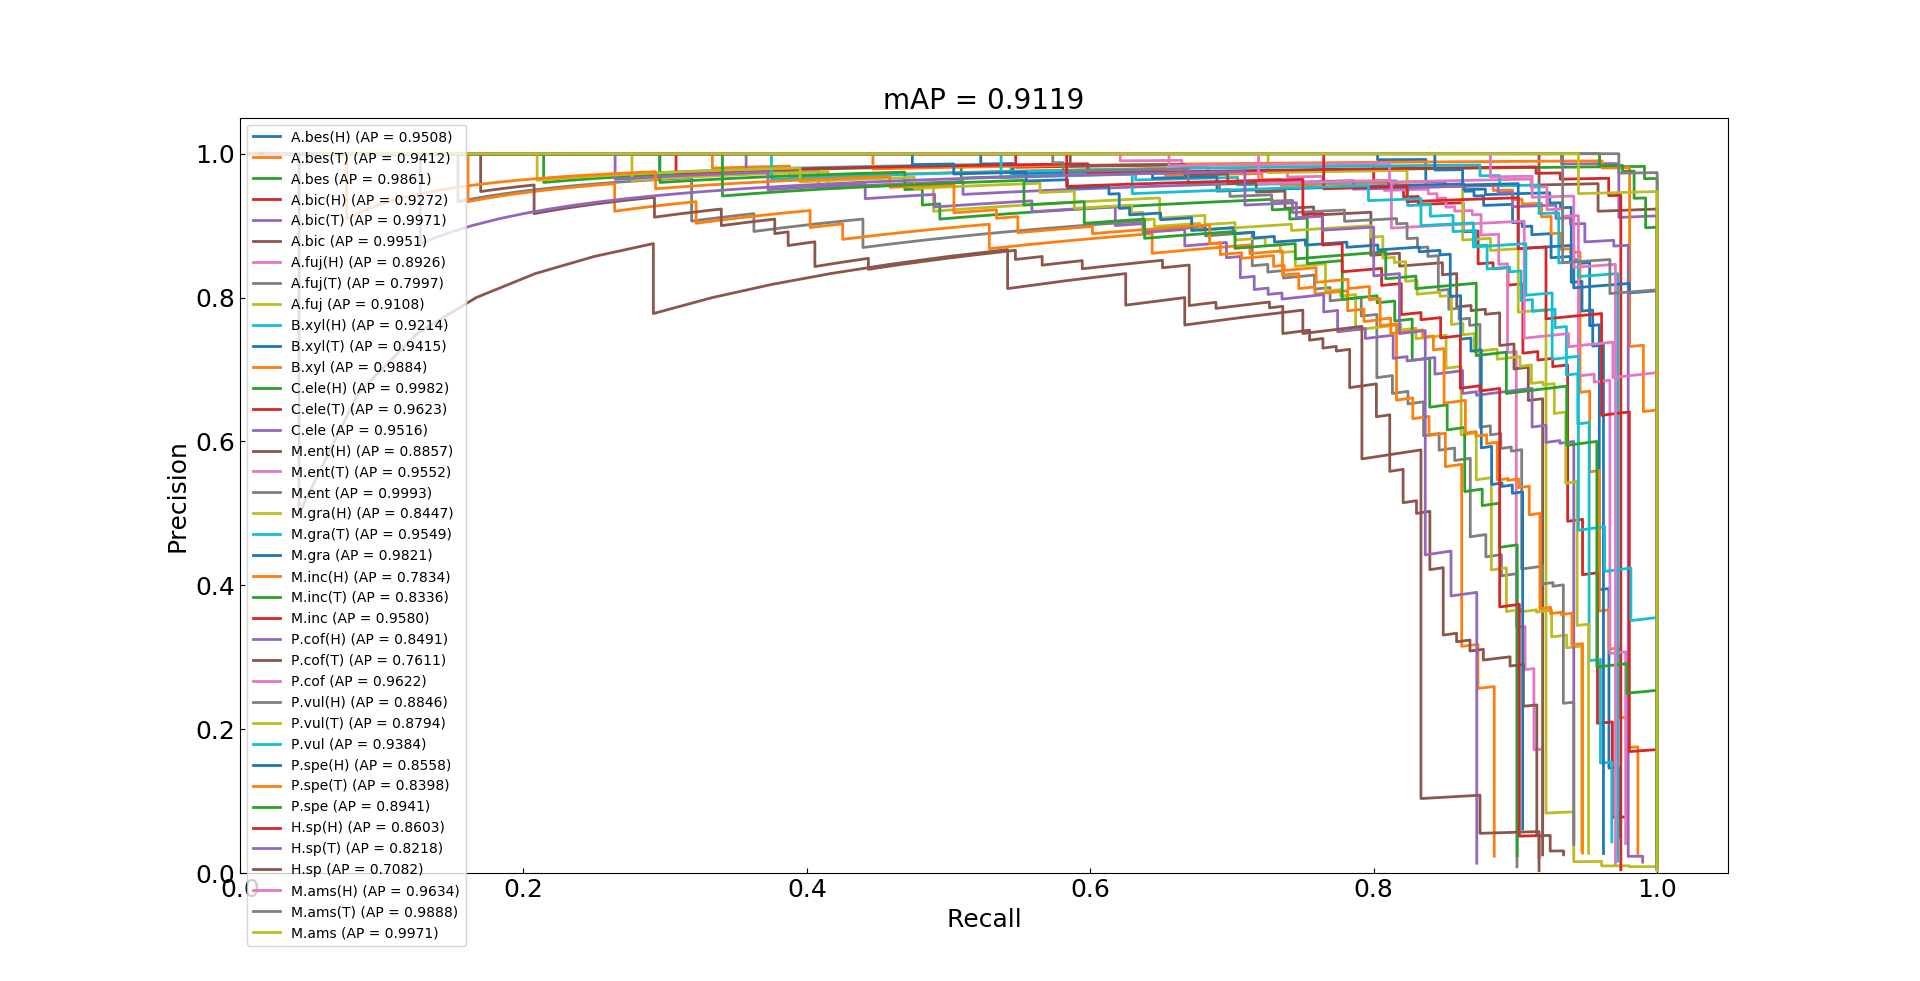 mAP = 0.9119
1.0
0.8
0.6
0.4
0.2
0.0
Precision
A.bes(H) (AP = 0.9508)
A.bes(T) (AP = 0.9412)
A.bes (AP = 0.9861)
A.bic(H) (AP = 0.9272)
A.bic(T) (AP = 0.9971)
A.bic (AP = 0.9951)
A.fuj(H) (AP = 0.8926)
A.fuj(T) (AP = 0.7997)
A.fuj (AP = 0.9108)
B.xyl(H) (AP = 0.9214)
B.xyl(T) (AP = 0.9415)
B.xyl (AP = 0.9884)
C.ele(H) (AP = 0.9982)
C.ele(T) (AP = 0.9623)
C.ele (AP = 0.9516)
M.ent(H) (AP = 0.8857)
M.ent(T) (AP = 0.9552)
M.ent (AP = 0.9993)
M.gra(H) (AP = 0.8447)
M.gra(T) (AP = 0.9549)
M.gra (AP = 0.9821)
M.inc(H) (AP = 0.7834)
M.inc(T) (AP = 0.8336)
M.inc (AP = 0.9580)
P.cof(H) (AP = 0.8491)
P.cof(T) (AP = 0.7611)
P.cof (AP = 0.9622)
P.vul(H) (AP = 0.8846)
P.vul(T) (AP = 0.8794)
P.vul (AP = 0.9384)
P.spe(H) (AP = 0.8558)
P.spe(T) (AP = 0.8398)
P.spe (AP = 0.8941)
H.sp(H) (AP = 0.8603)
H.sp(T) (AP = 0.8218)
H.sp (AP = 0.7082)
M.ams(H) (AP = 0.9634)
M.ams(T) (AP = 0.9888)
M.ams (AP = 0.9971)
0.0 0.2 0.4 0.6 0.8 1.0
Recall